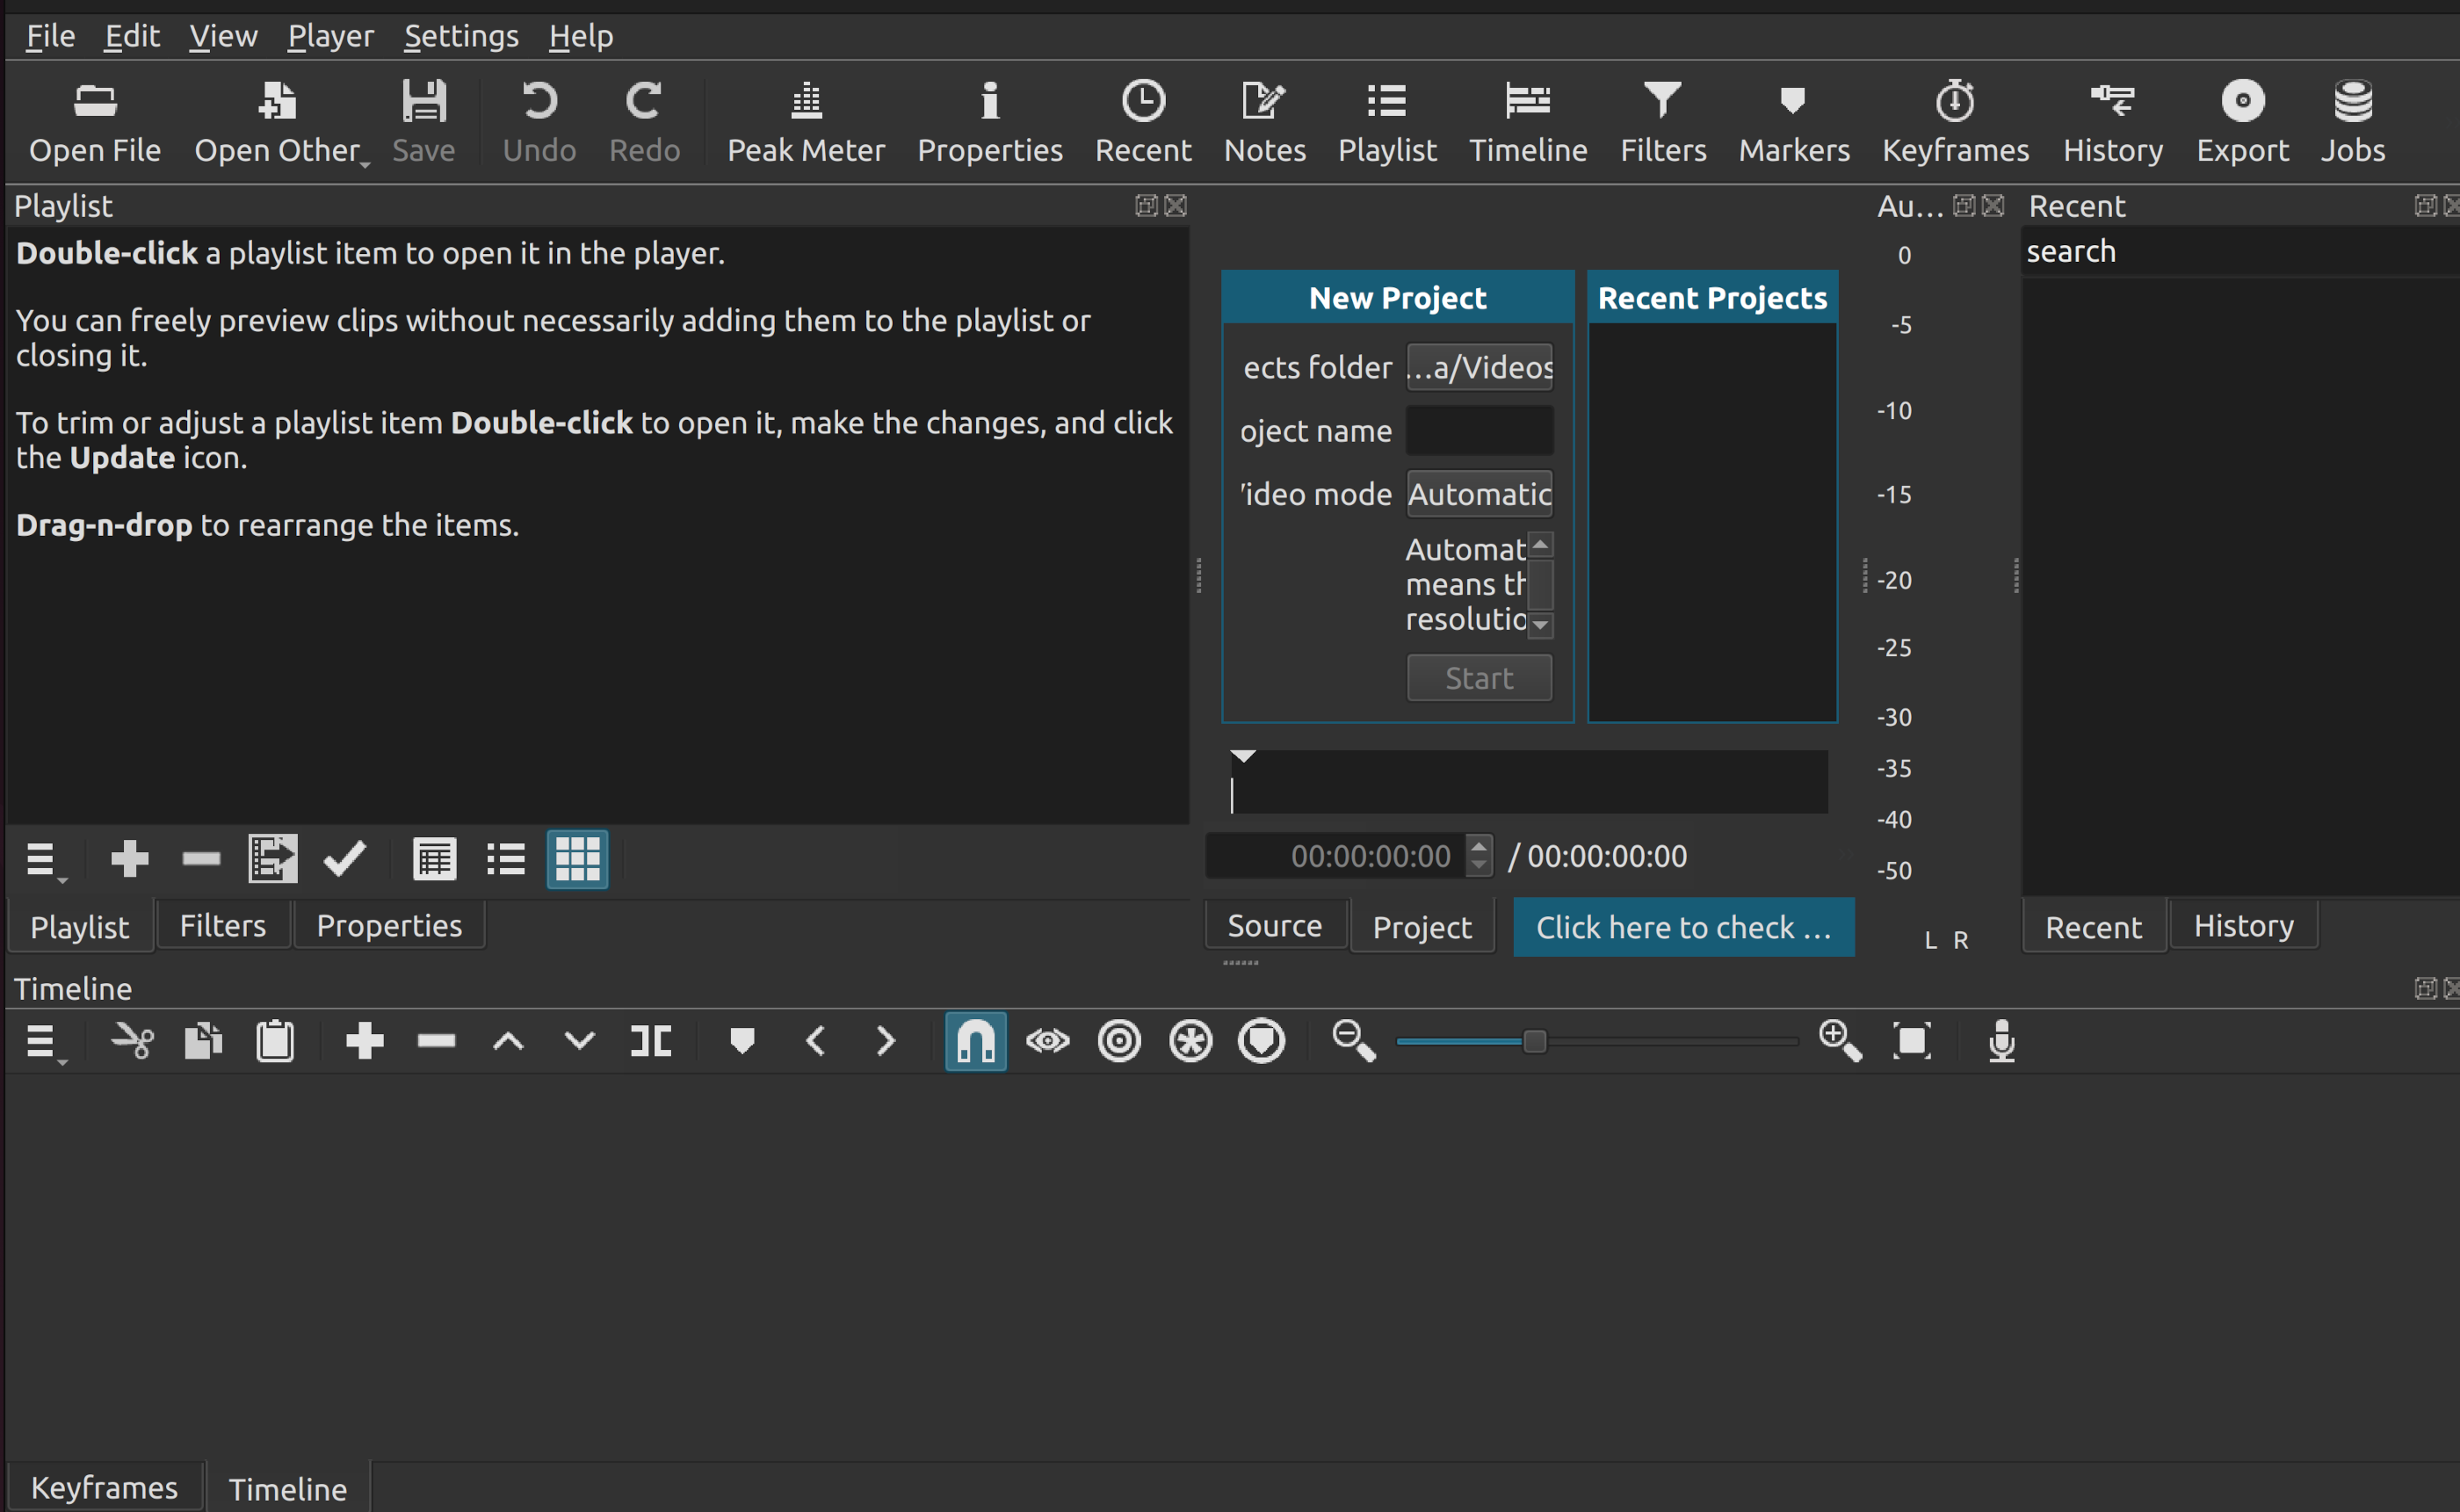 File Edit View Player Settings Help
Open File Open Other Save Undo Redo Peak Meter Properties Recent Notes Playlist Timeline Filters Markers Keyframes History Export Jobs
Playlist
Double-click a playlist item to open it in the player.
You can freely preview clips without necessarily adding them to the playlist or
closing it.
To trim or adjust a playlist item Double-click to open it, make the changes, and click
the Update icon.
Drag-n-drop to rearrange the items.
Playlist Filters Properties
New Project
ects folder ...a/Videos
oject name
ideo mode Automatic
Automat
means th
resolutio
Start
Recent Projects
00:00:00:00 / 00:00:00:00
Source Project Click here to check ...
Au...
0
-5
-10
-15
-20
-25
-30
-35
-40
-50
L R
Recent
search
Recent History
Timeline
Keyframes Timeline